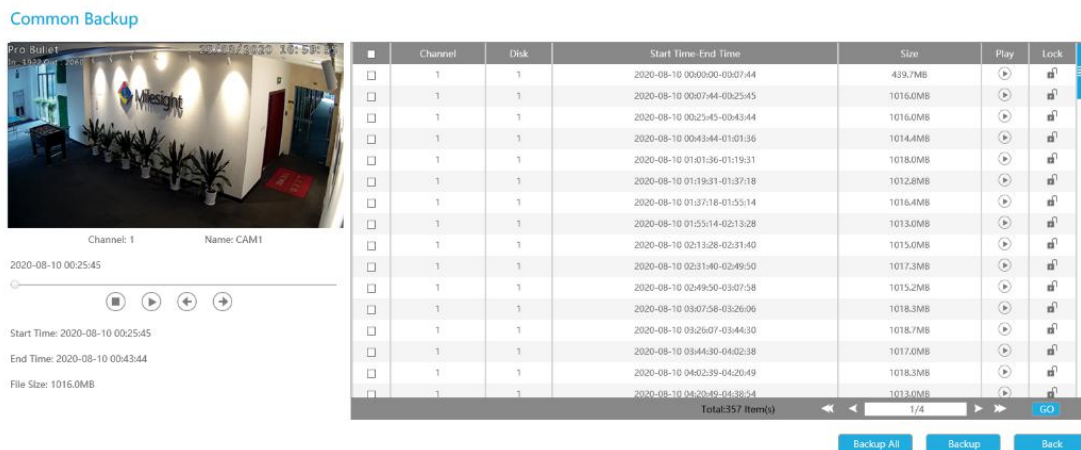 Common Backup
Pro Bullet
Milesight
Channel: 1 Name: CAM1
2020-08-10 00:25:45
Start Time: 2020-08-10 00:25:45
End Time: 2020-08-10 00:43:44
File Size: 1016.0MB
Channel Disk Start Time-End Time Size Play Lock
1 1 2020-08-10 00:00:00-00:07:44 439.7MB
1 1 2020-08-10 00:07:44-00:25:45 1016.0MB
1 1 2020-08-10 00:25:45-00:43:44 1016.0MB
1 1 2020-08-10 00:43:44-01:01:36 1014.4MB
1 1 2020-08-10 01:01:36-01:19:31 1018.0MB
1 1 2020-08-10 01:19:31-01:37:18 1012.8MB
1 1 2020-08-10 01:37:18-01:55:14 1016.4MB
1 1 2020-08-10 01:55:14-02:13:28 1013.0MB
1 1 2020-08-10 02:13:28-02:31:40 1015.0MB
1 1 2020-08-10 02:31:40-02:49:50 1017.3MB
1 1 2020-08-10 02:49:50-03:07:58 1015.2MB
1 1 2020-08-10 03:07:58-03:26:06 1018.3MB
1 1 2020-08-10 03:26:07-03:44:30 1018.7MB
1 1 2020-08-10 03:44:30-04:02:38 1017.0MB
1 1 2020-08-10 04:02:39-04:20:49 1018.3MB
1 1 2020-08-10 04:20:49-04:38:54 1013.0MB
Total:357 Item(s) 1/4 GO
Backup All Backup Back